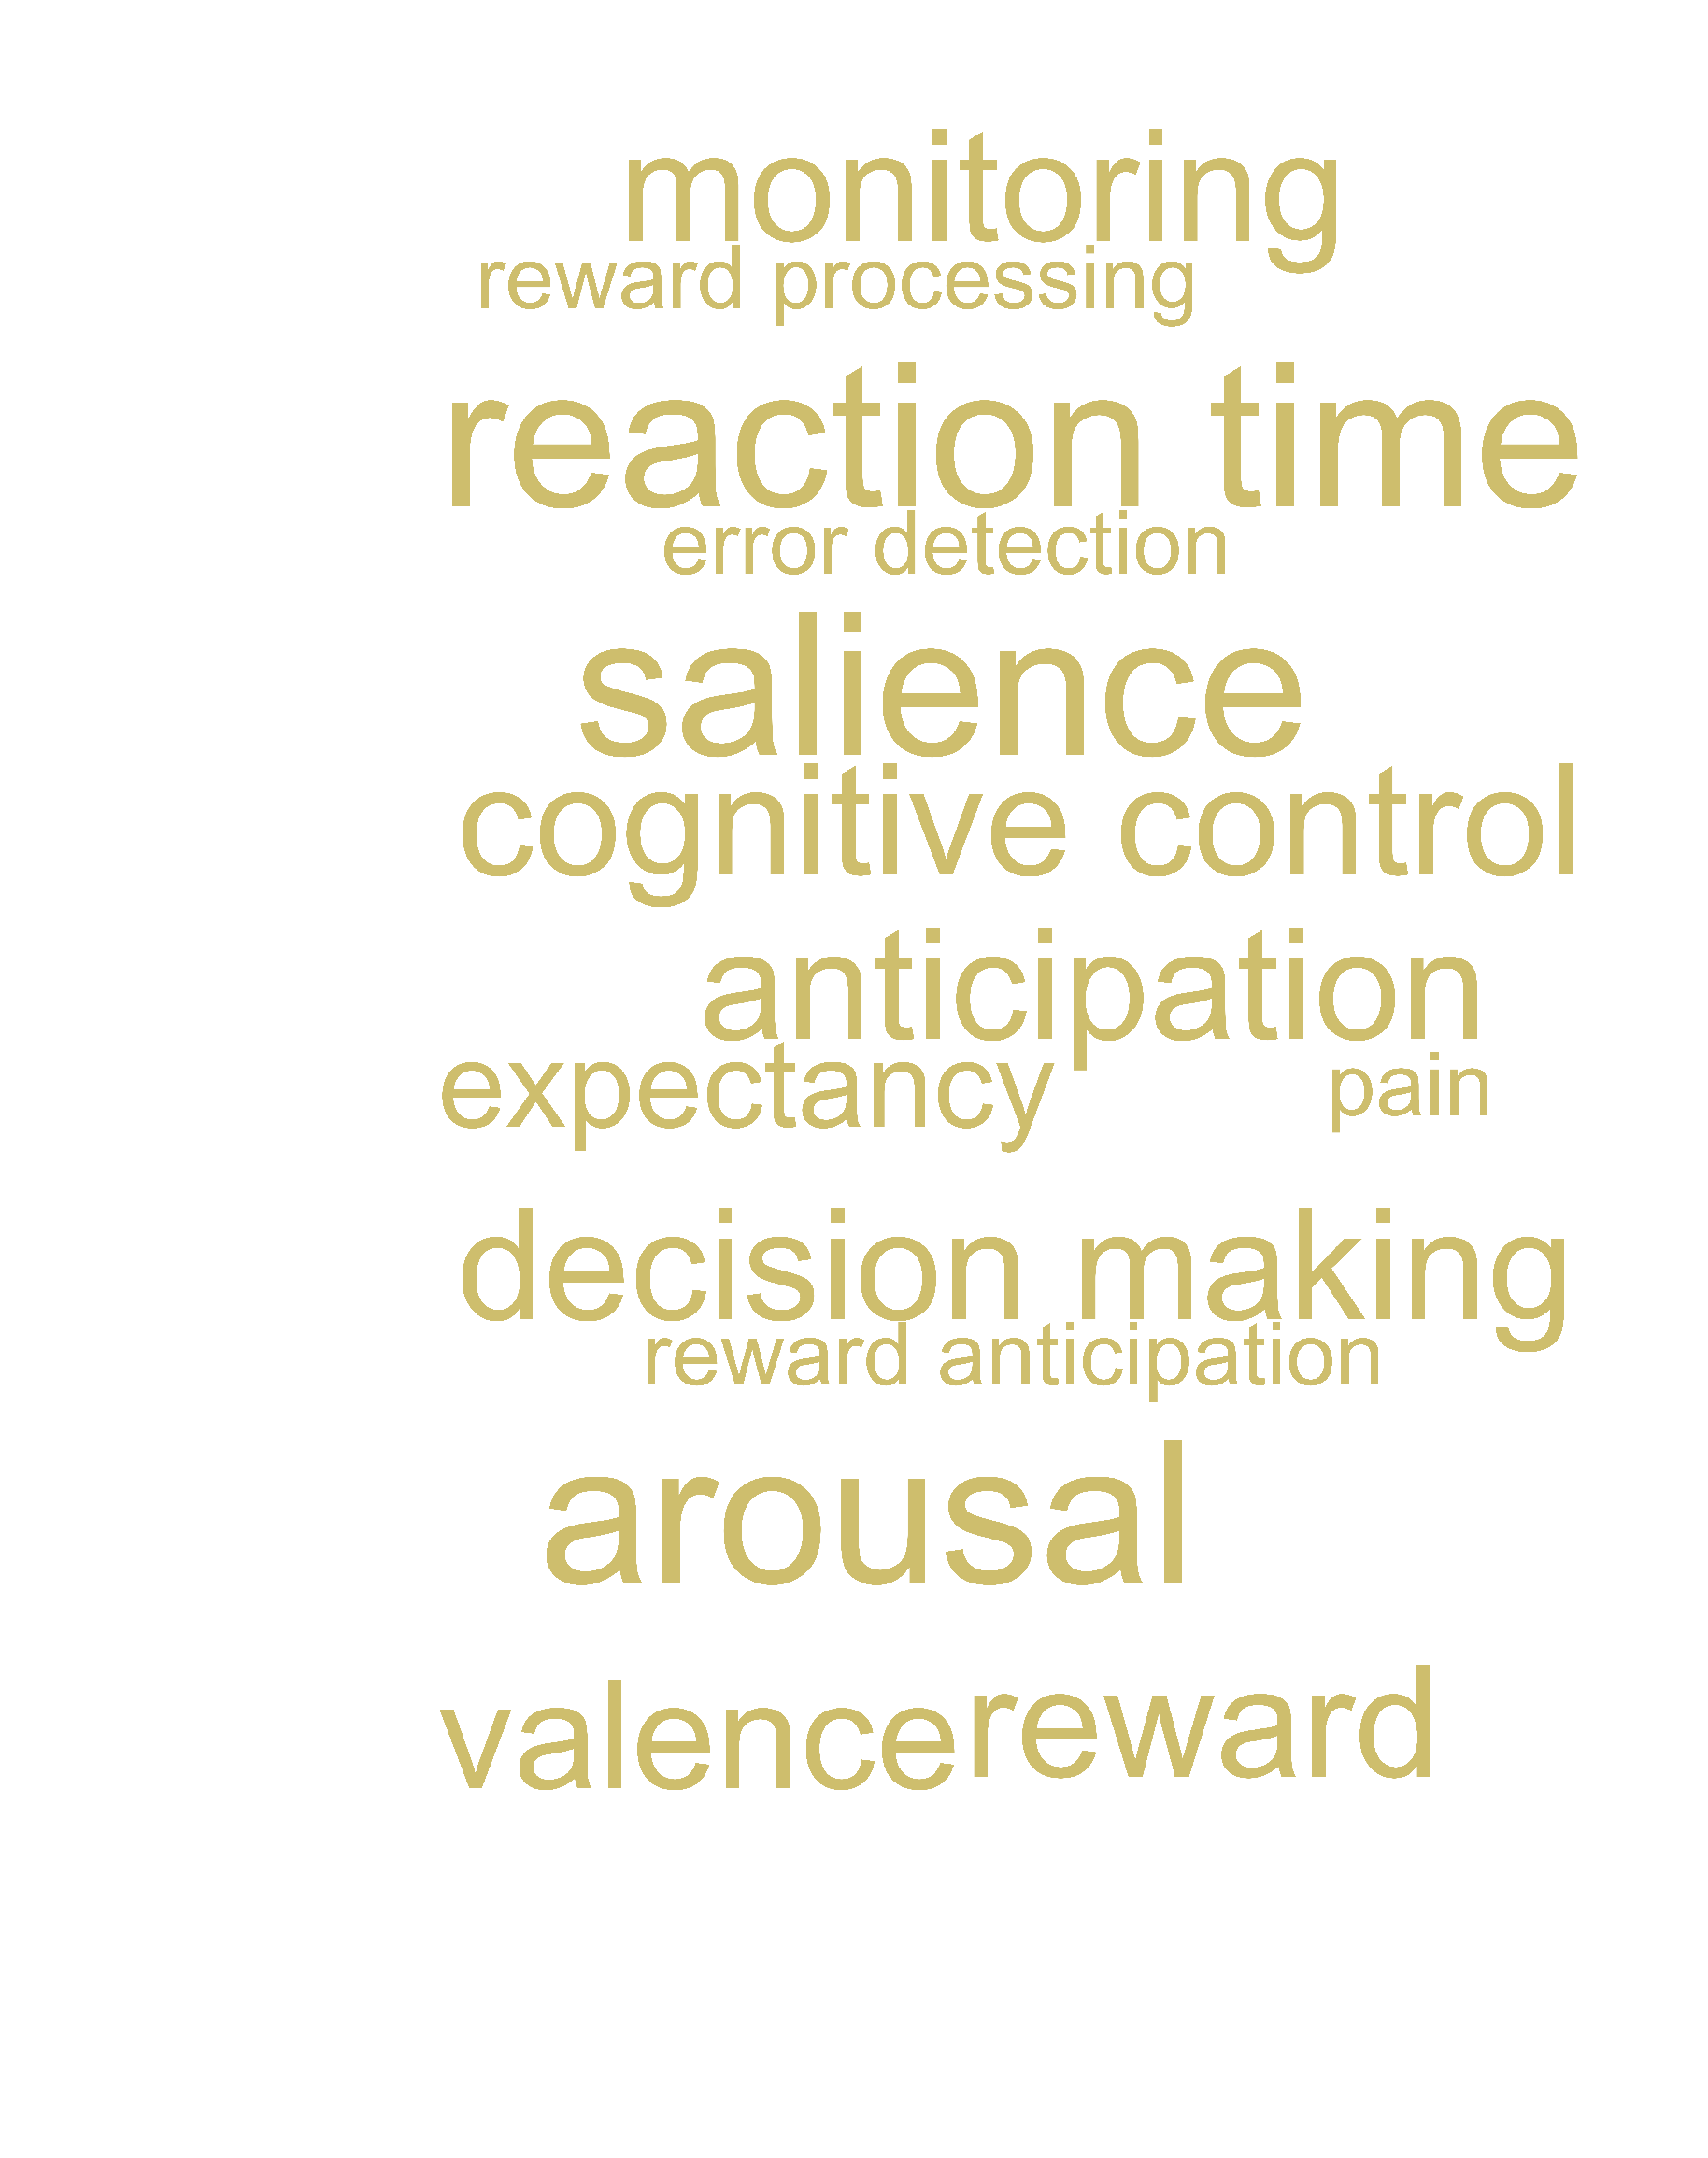 monitoring
reward processing
reaction time
error detection
salience
cognitive control
anticipation
expectancy pain
decision making
reward anticipation
arousal
valence reward